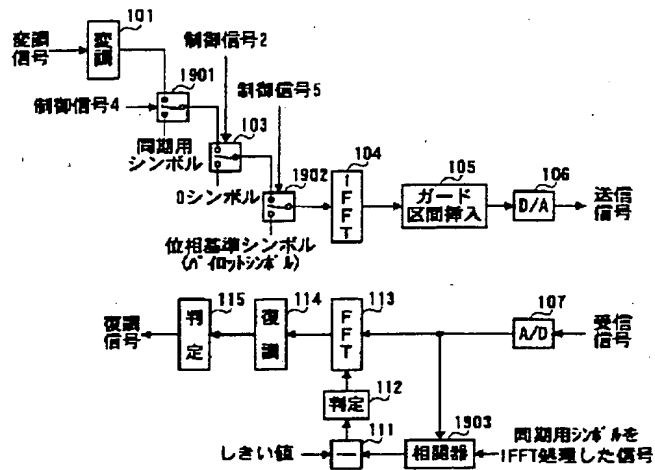 101
制御信号2
変調
信号
変
調
1901
制御信号5
制御信号4
103
同期用
シンボル
1902
104
105
106
0シンボル
IFFT
ガード
区間挿入
D/A
送信
信号
位相基準シンボル
(パイロットシンボル)
115
114
113
107
復調
信号
判
定
復
調
FFT
A/D
受信
信号
112
判定
111
1903
しきい値
相関器
同期用シンボルを
IFFT処理した信号